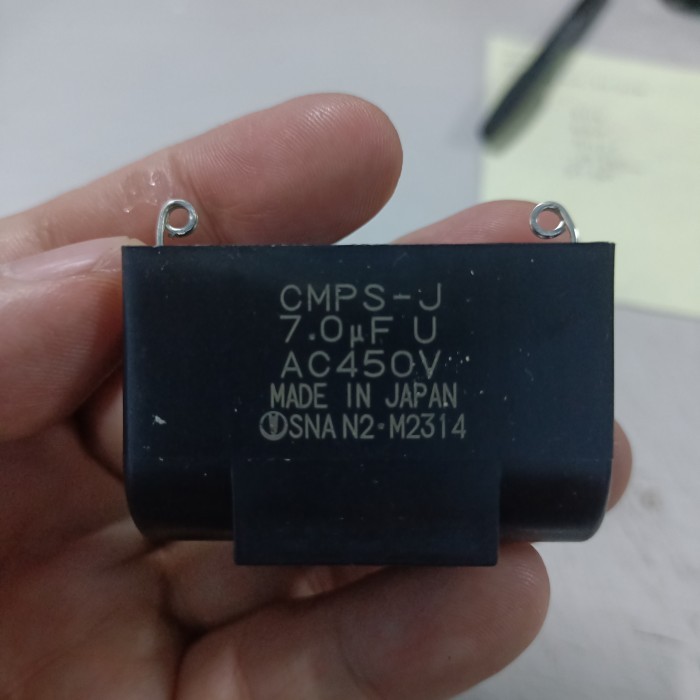 CMPS-J
7.0μF U
AC450V
MADE IN JAPAN
SNA N2·M2314